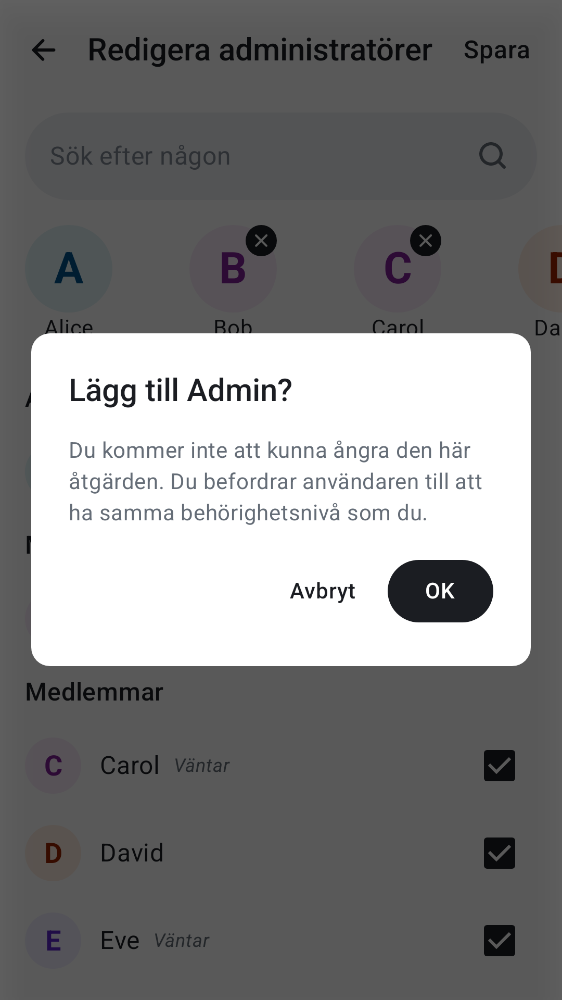 Redigera administratörer
Spara
Sök efter någon
A
B
C
D
Alice
Bob
Carol
Da
Lägg till Admin?
Du kommer inte att kunna ångra den här
åtgärden. Du befordrar användaren till att
ha samma behörighetsnivå som du.
Avbryt
OK
Medlemmar
C
Carol Väntar
D
David
E
Eve Väntar